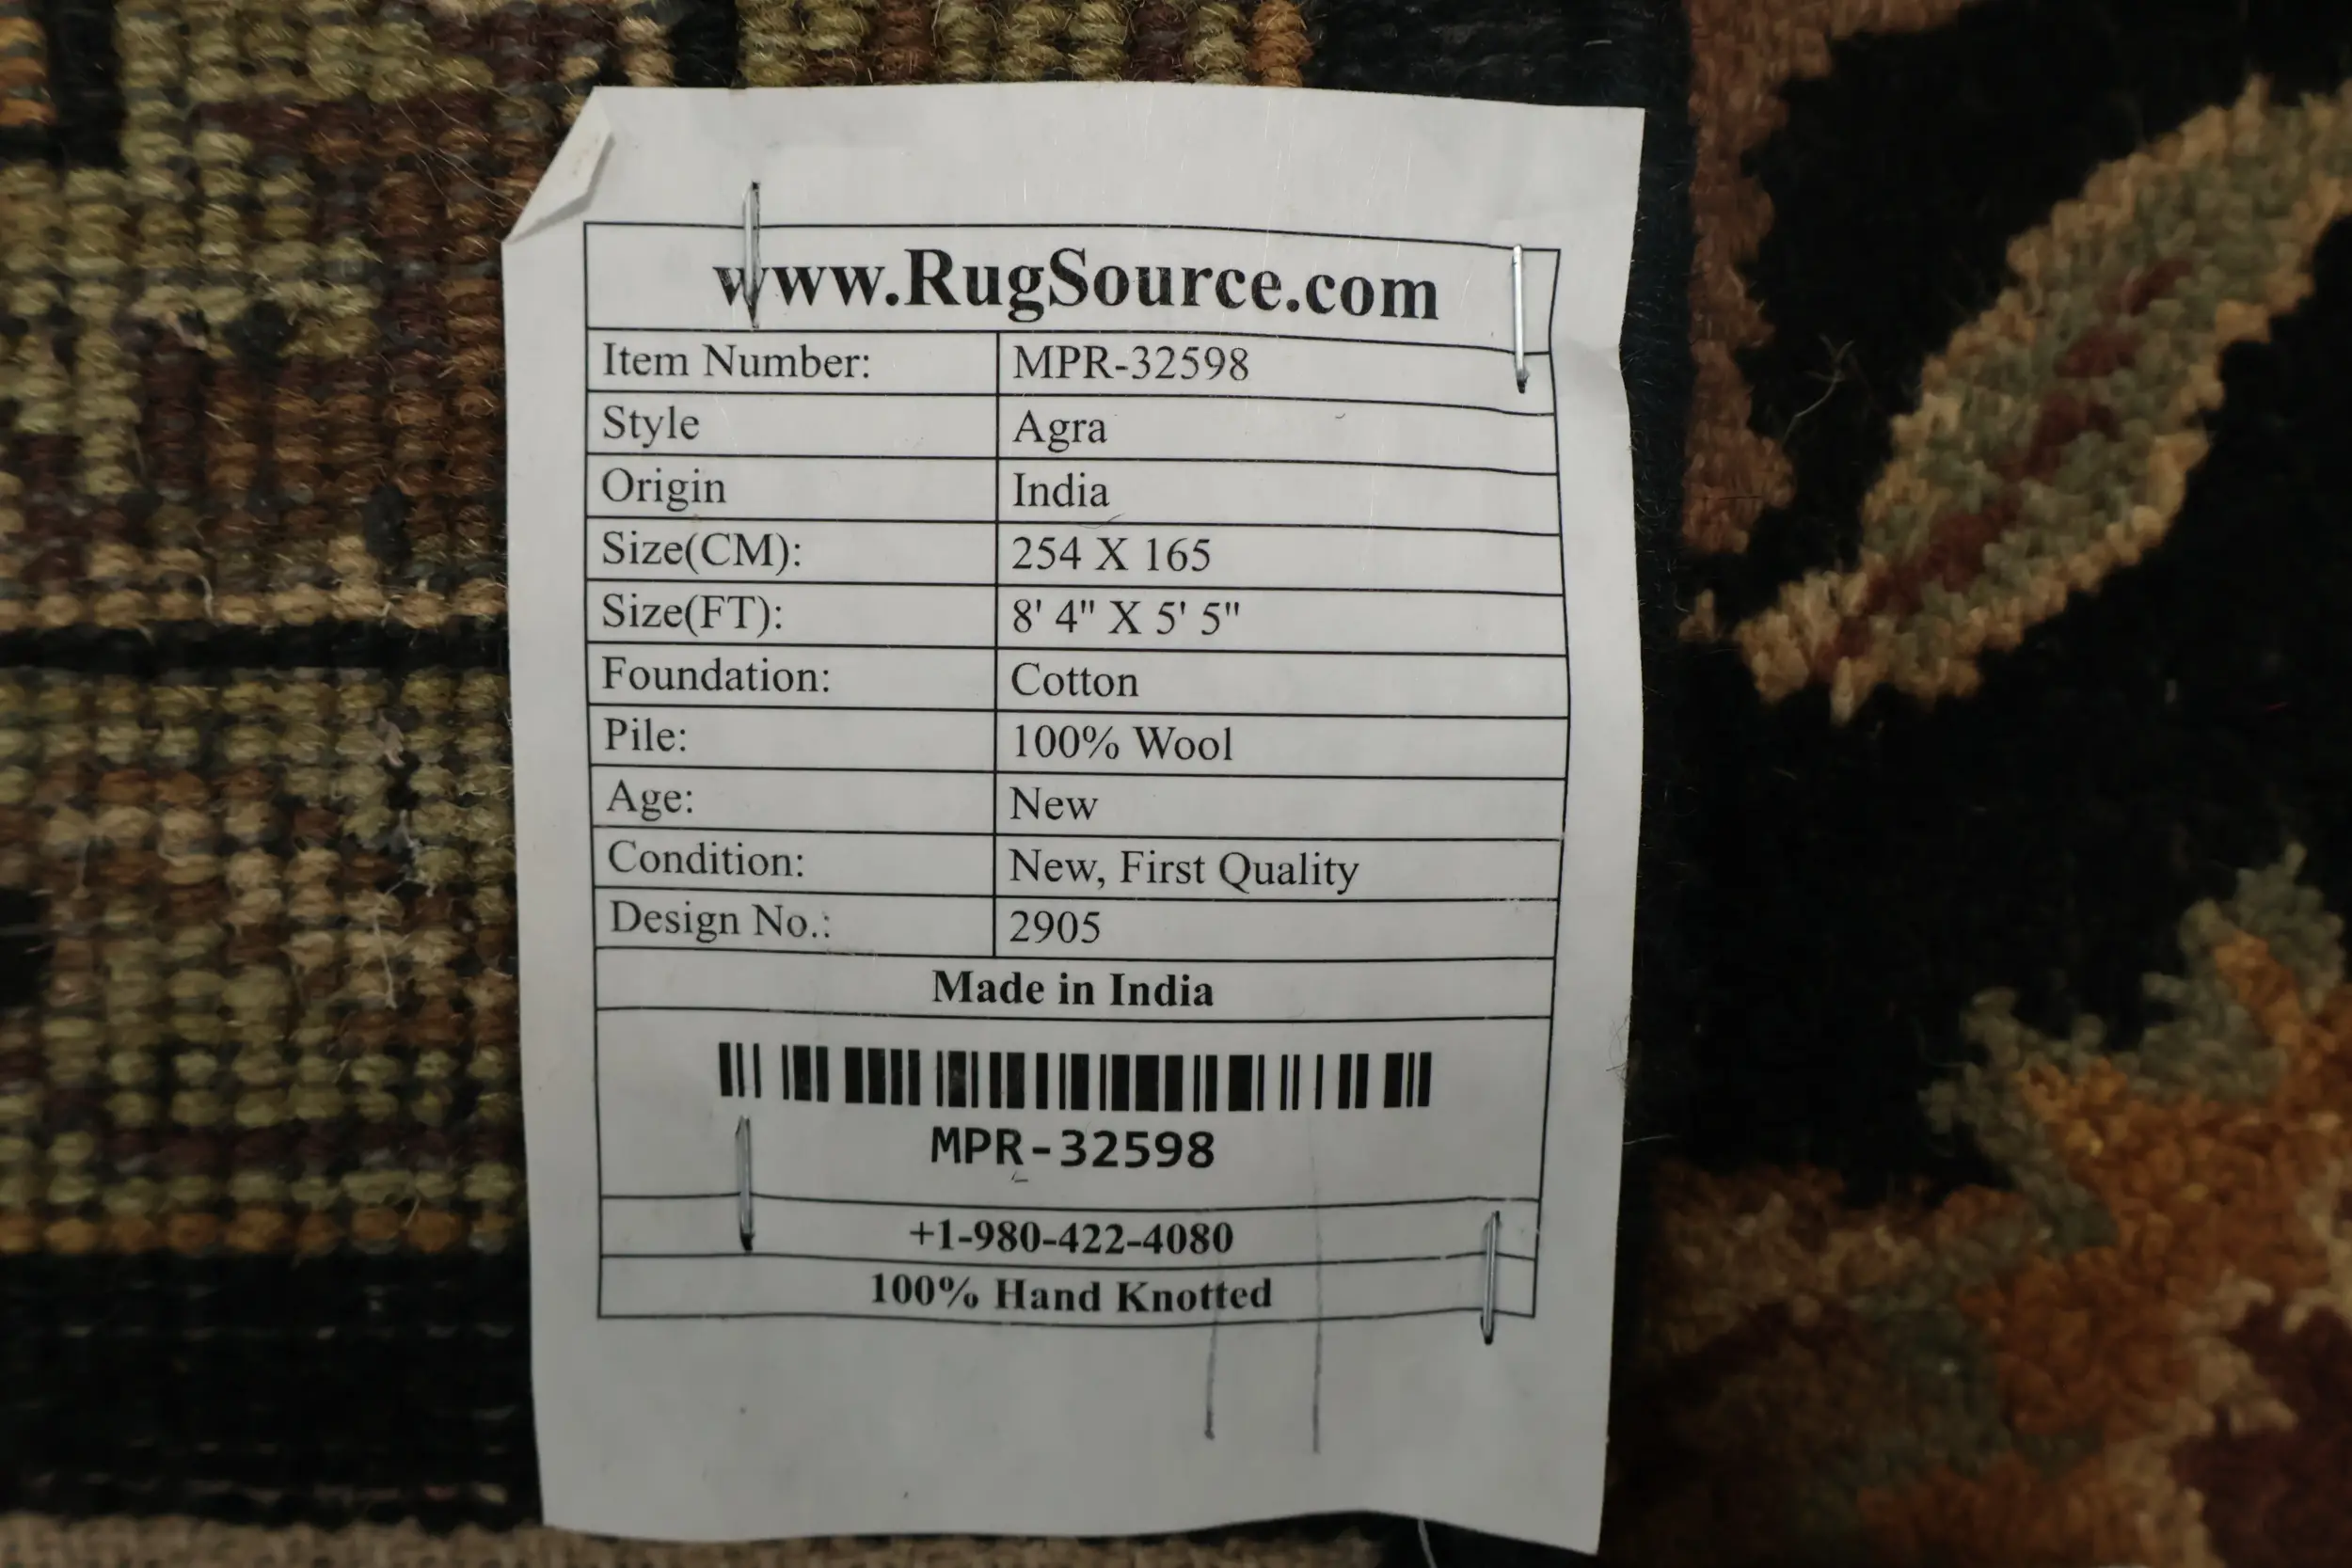 www.RugSource.com
Item Number: MPR-32598
Style Agra
Origin India
Size(CM): 254 X 165
Size(FT): 8' 4" X 5' 5"
Foundation: Cotton
Pile: 100% Wool
Age: New
Condition: New, First Quality
Design No.: 2905
Made in India
MPR-32598
+1-980-422-4080
100% Hand Knotted